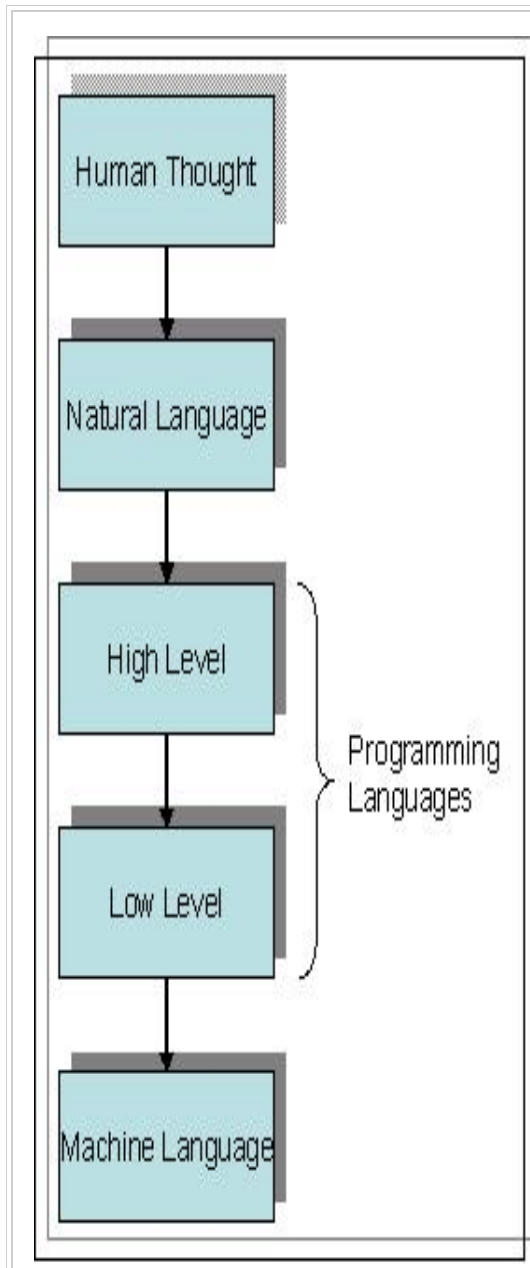 Human Thought
Natural Language
High Level
Programming
Languages
Low Level
Machine Language